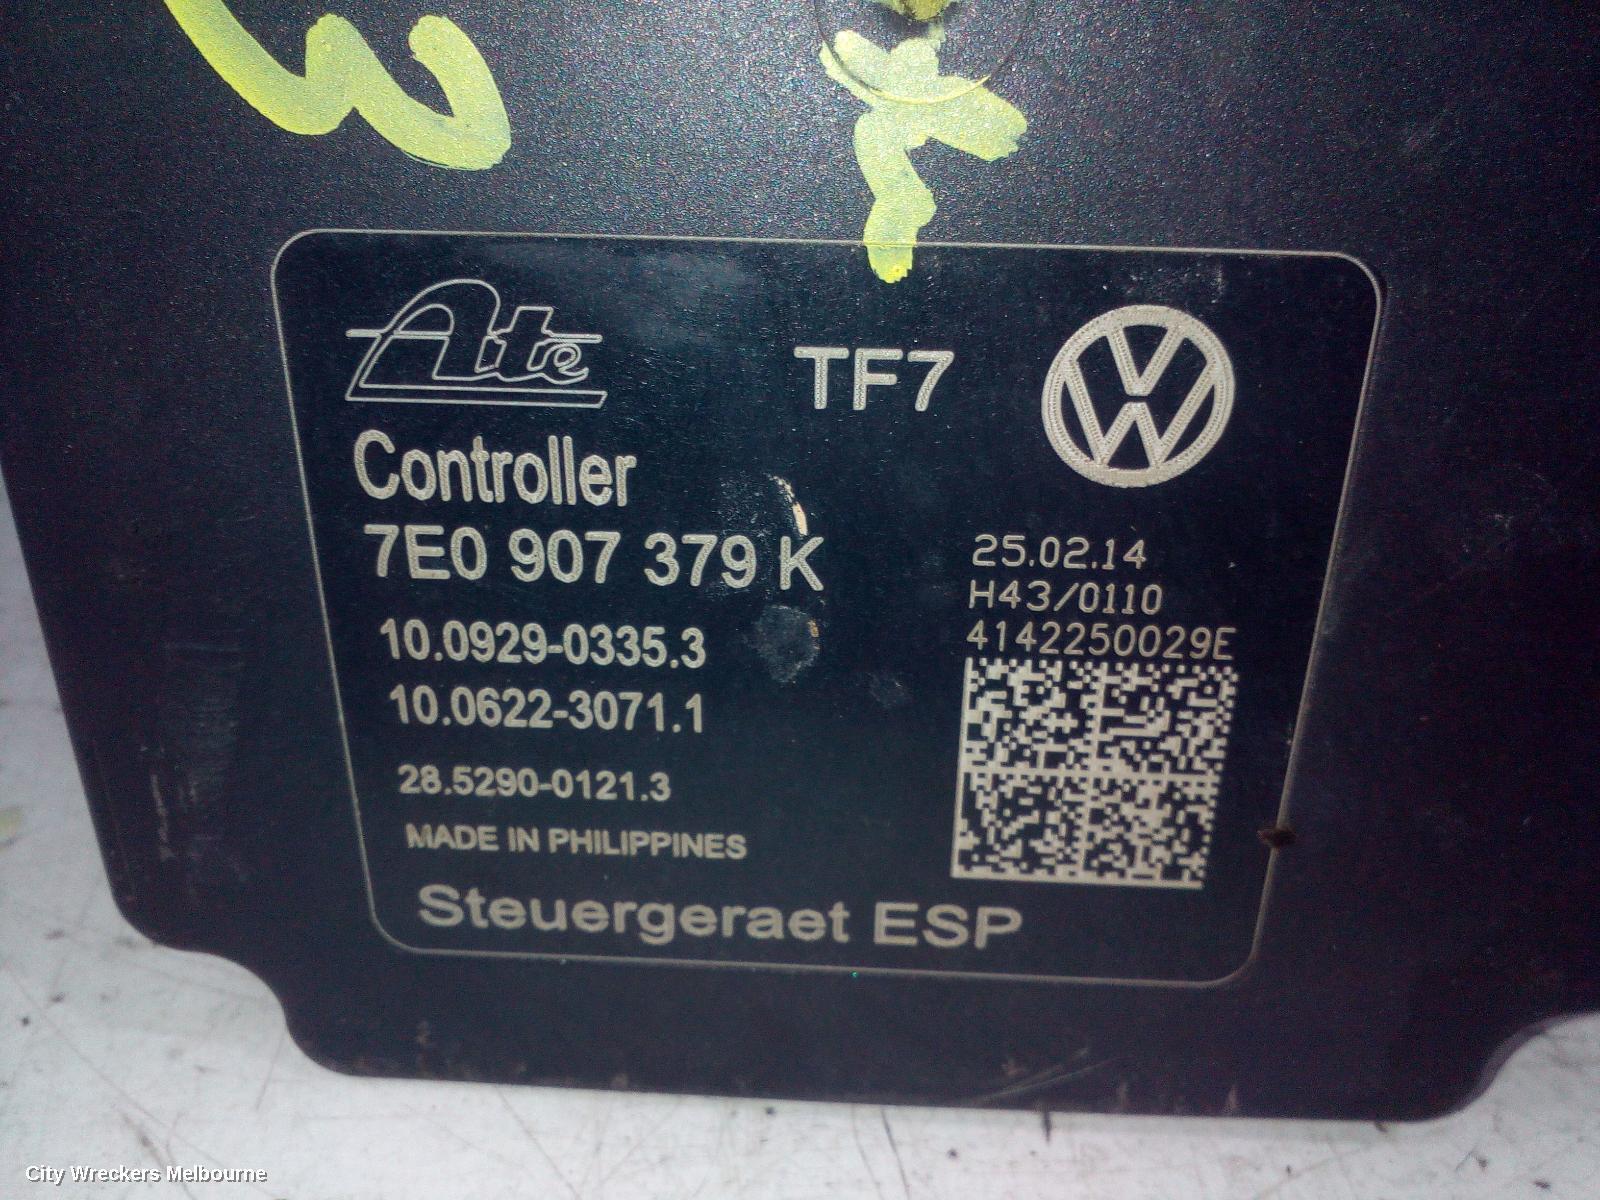 Ate
TF7
Controller
7E0 907 379 K
10.0929-0335.3
10.0622-3071.1
28.5290-0121.3
MADE IN PHILIPPINES
Steuergeraet ESP
25.02.14
H43/0110
4142250029E
City Wreckers Melbourne